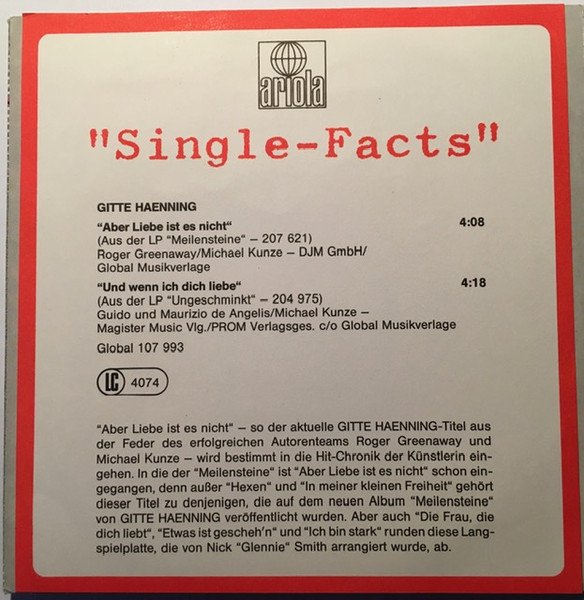 ariola
"Single-Facts"
GITTE HAENNING
"Aber Liebe ist es nicht" 4:08
(Aus der LP "Meilensteine" – 207 621)
Roger Greenaway/Michael Kunze – DJM GmbH/
Global Musikverlage
"Und wenn ich dich liebe" 4:18
(Aus der LP "Ungeschminkt" – 204 975)
Guido und Maurizio de Angelis/Michael Kunze –
Magister Music Vlg./PROM Verlagsges. c/o Global Musikverlage
Global 107 993
LC 4074
"Aber Liebe ist es nicht" – so der aktuelle GITTE HAENNING-Titel aus
der Feder des erfolgreichen Autorenteams Roger Greenaway und
Michael Kunze – wird bestimmt in die Hit-Chronik der Künstlerin ein-
gehen. In die der "Meilensteine" ist "Aber Liebe ist es nicht" schon ein-
gegangen, denn außer "Hexen" und "In meiner kleinen Freiheit" gehört
dieser Titel zu denjenigen, die auf dem neuen Album "Meilensteine"
von GITTE HAENNING veröffentlicht wurden. Aber auch "Die Frau, die
dich liebt", "Etwas ist gescheh'n" und "Ich bin stark" runden diese Lang-
spielplatte, die von Nick "Glennie" Smith arrangiert wurde, ab.